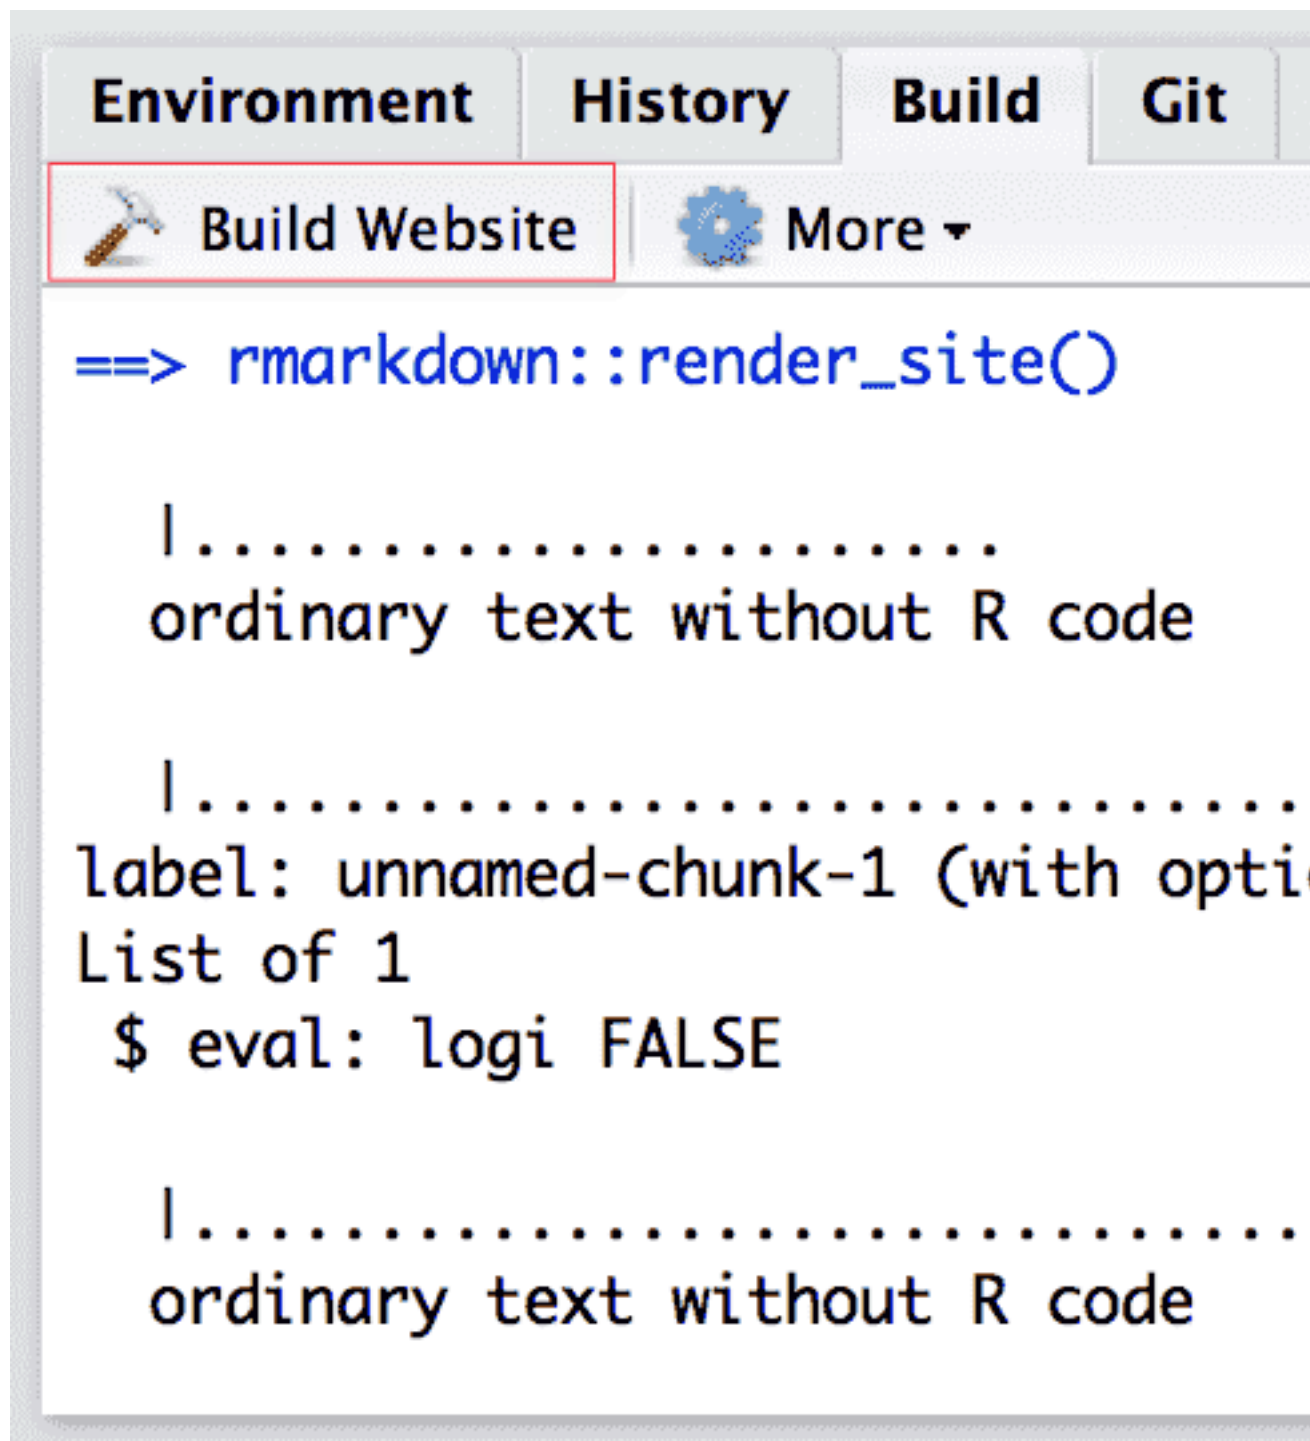 Environment History Build Git
Build Website More
==> rmarkdown::render_site()
|......................
ordinary text without R code
|..............................
label: unnamed-chunk-1 (with
List of 1
$ eval: logi FALSE
|..............................
ordinary text without R code